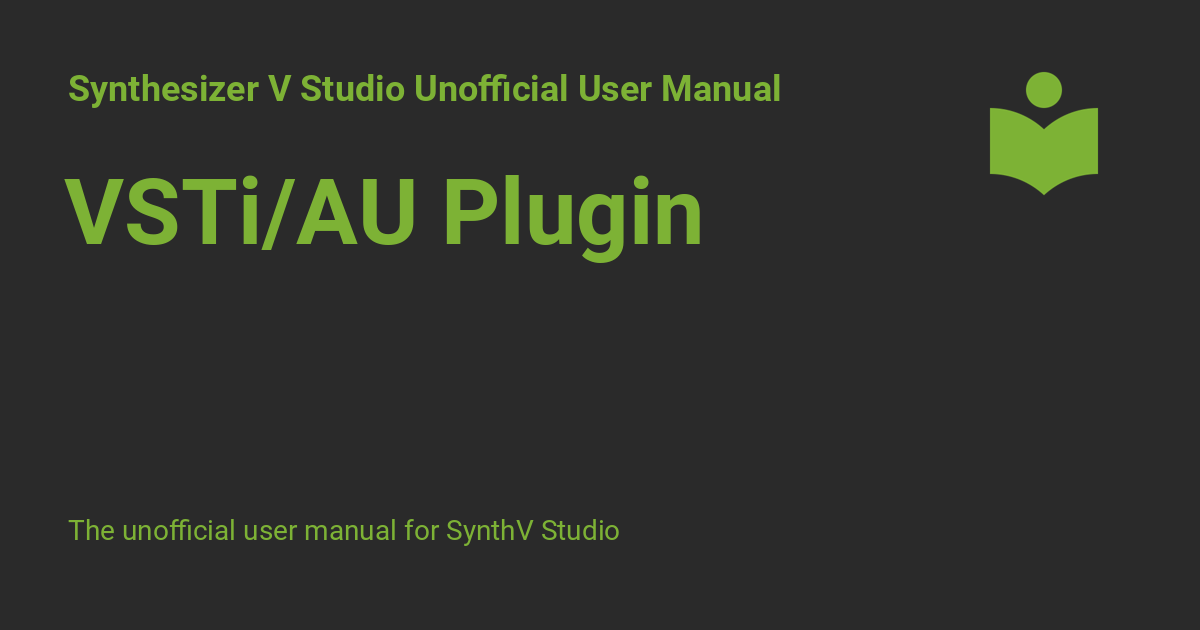 Synthesizer V Studio Unofficial User Manual
VSTi/AU Plugin
The unofficial user manual for SynthV Studio